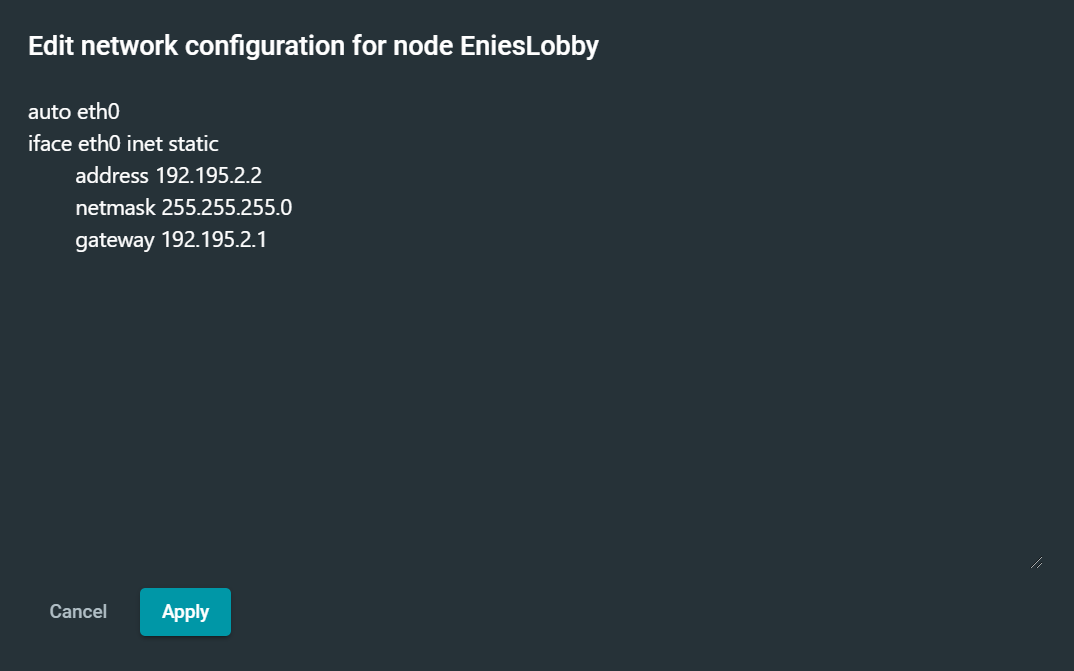 Edit network configuration for node EniesLobby
auto eth0
iface eth0 inet static
address 192.195.2.2
netmask 255.255.255.0
gateway 192.195.2.1
Cancel
Apply